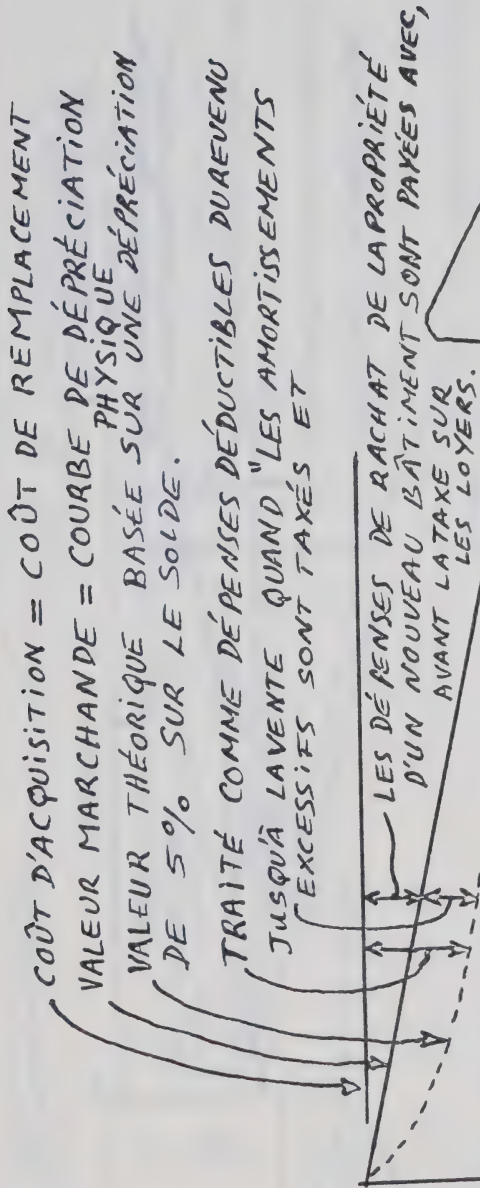 COÛT D'ACQUISITION = COÛT DE REMPLACEMENT
VALEUR MARCHANDE = COURBE DE DÉPRÉCIATION
PHYSIQUE
VALEUR THÉORIQUE BASÉE SUR UNE DÉPRÉCIATION
DE 5% SUR LE SOLDE.
TRAITÉ COMME DÉPENSES DÉDUCTIBLES DU REVENU
JUSQU'À LA VENTE QUAND "LES AMORTISSEMENTS
EXCESSIFS SONT TAXÉS ET
LES DÉPENSES DE RACHAT DE LA PROPRIÉTÉ
D'UN NOUVEAU BÂTIMENT SONT PAYÉES AVEC,
AVANT LA TAXE SUR
LES LOYERS.